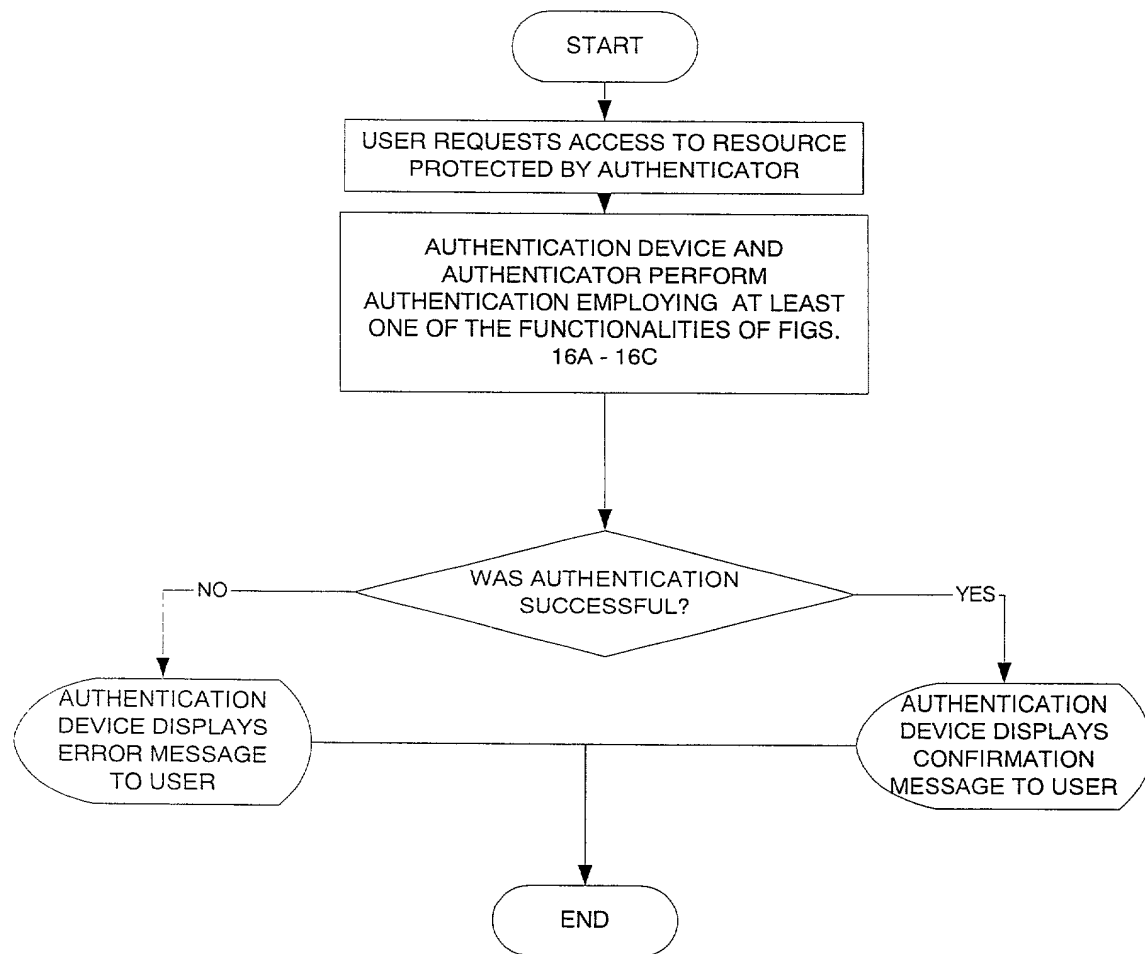 START
USER REQUESTS ACCESS TO RESOURCE
PROTECTED BY AUTHENTICATOR
AUTHENTICATION DEVICE AND
AUTHENTICATOR PERFORM
AUTHENTICATION EMPLOYING AT LEAST
ONE OF THE FUNCTIONALITIES OF FIGS.
16A - 16C
WAS AUTHENTICATION
SUCCESSFUL?
NO
YES
AUTHENTICATION
DEVICE DISPLAYS
ERROR MESSAGE
TO USER
AUTHENTICATION
DEVICE DISPLAYS
CONFIRMATION
MESSAGE TO USER
END